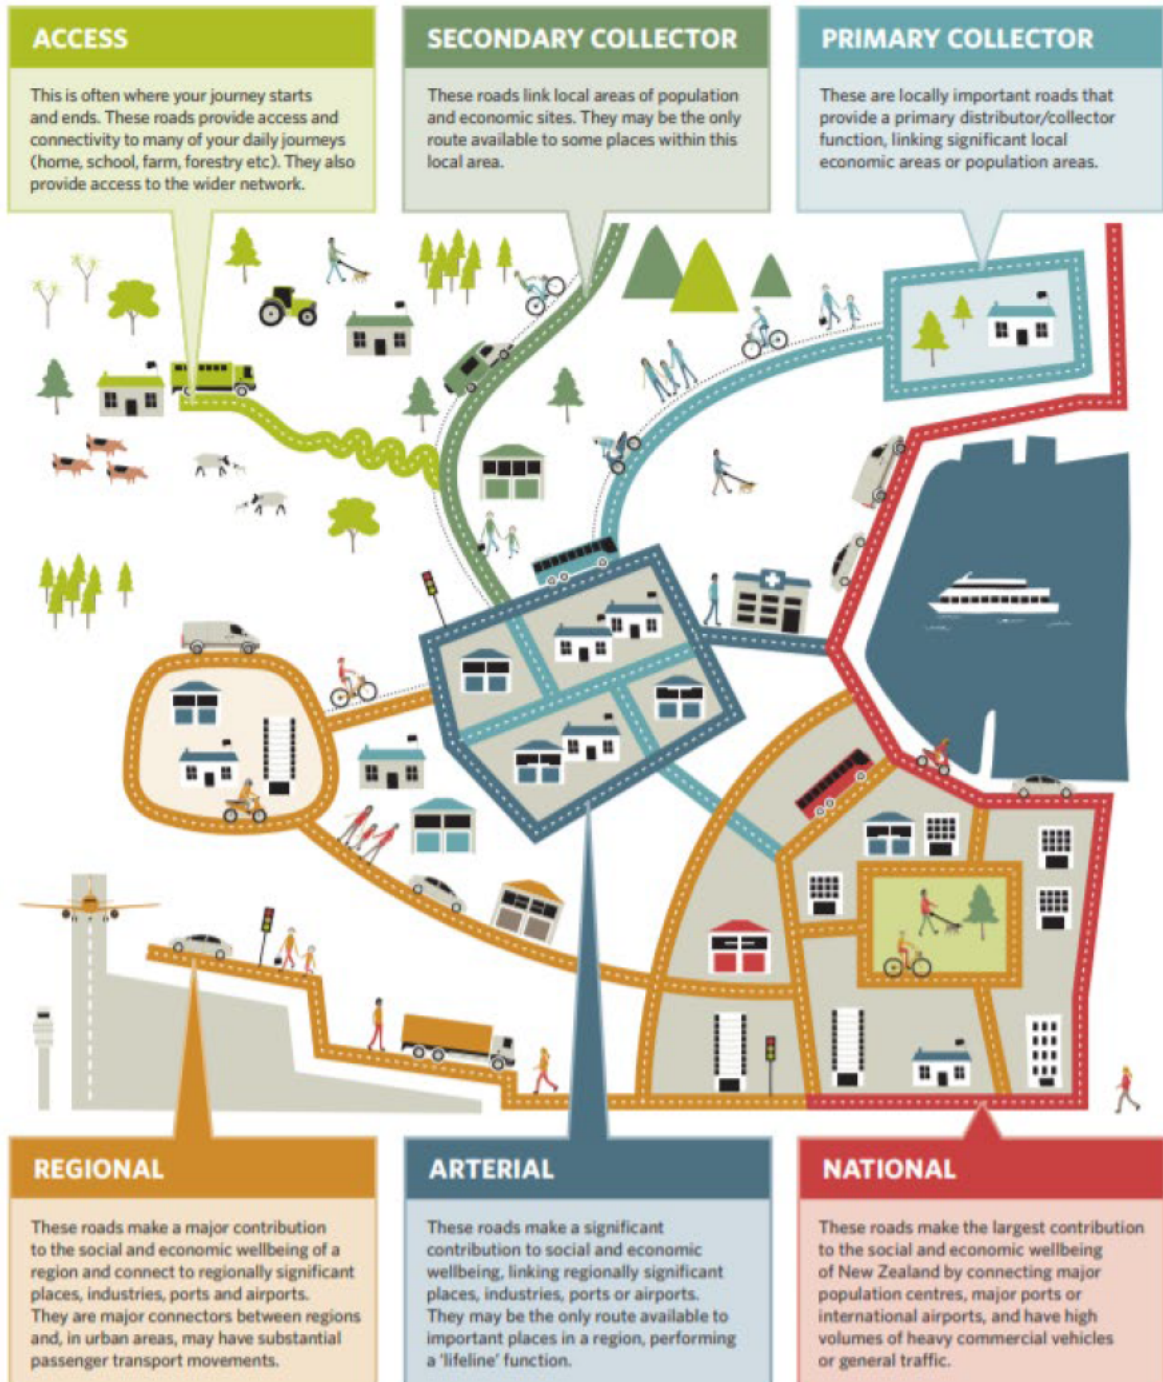 ACCESS
This is often where your journey starts
and ends. These roads provide access and
connectivity to many of your daily journeys
(home, school, farm, forestry etc). They also
provide access to the wider network.
SECONDARY COLLECTOR
These roads link local areas of population
and economic sites. They may be the only
route available to some places within this
local area.
PRIMARY COLLECTOR
These are locally important roads that
provide a primary distributor/collector
function, linking significant local
economic areas or population areas.
REGIONAL
These roads make a major contribution
to the social and economic wellbeing of a
region and connect to regionally significant
places, industries, ports and airports.
They are major connectors between regions
and, in urban areas, may have substantial
passenger transport movements.
ARTERIAL
These roads make a significant
contribution to social and economic
wellbeing, linking regionally significant
places, industries, ports or airports.
They may be the only route available to
important places in a region, performing
a 'lifeline' function.
NATIONAL
These roads make the largest contribution
to the social and economic wellbeing
of New Zealand by connecting major
population centres, major ports or
international airports, and have high
volumes of heavy commercial vehicles
or general traffic.